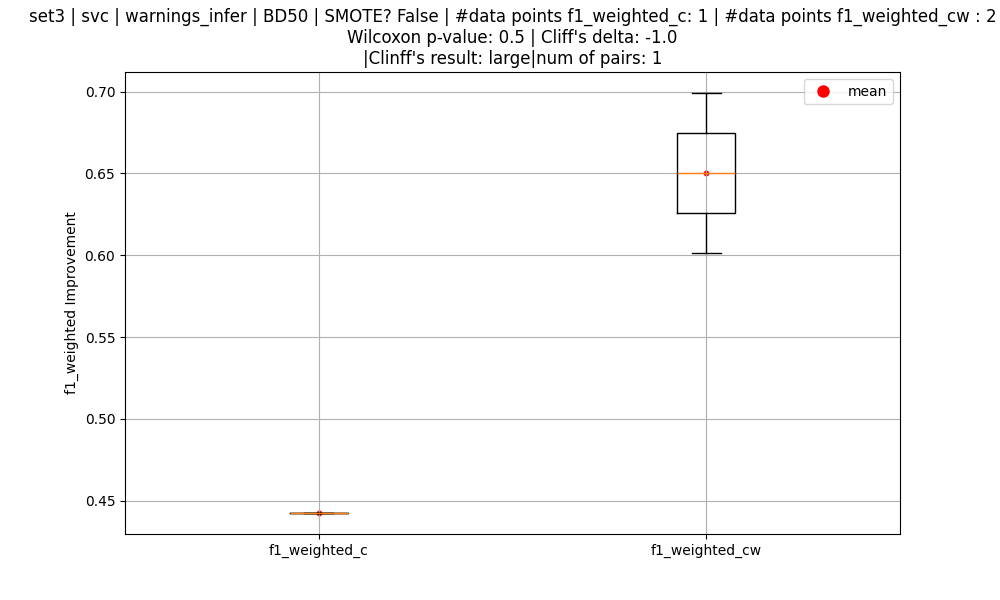 set3 | svc | warnings_infer | BD50 | SMOTE? False | #data points f1_weighted_c: 1 | #data points f1_weighted_cw : 2
Wilcoxon p-value: 0.5 | Cliff's delta: -1.0
|Clinff's result: large|num of pairs: 1
mean
0.70
0.65
0.60
0.55
0.50
0.45
f1_weighted Improvement
f1_weighted_c
f1_weighted_cw